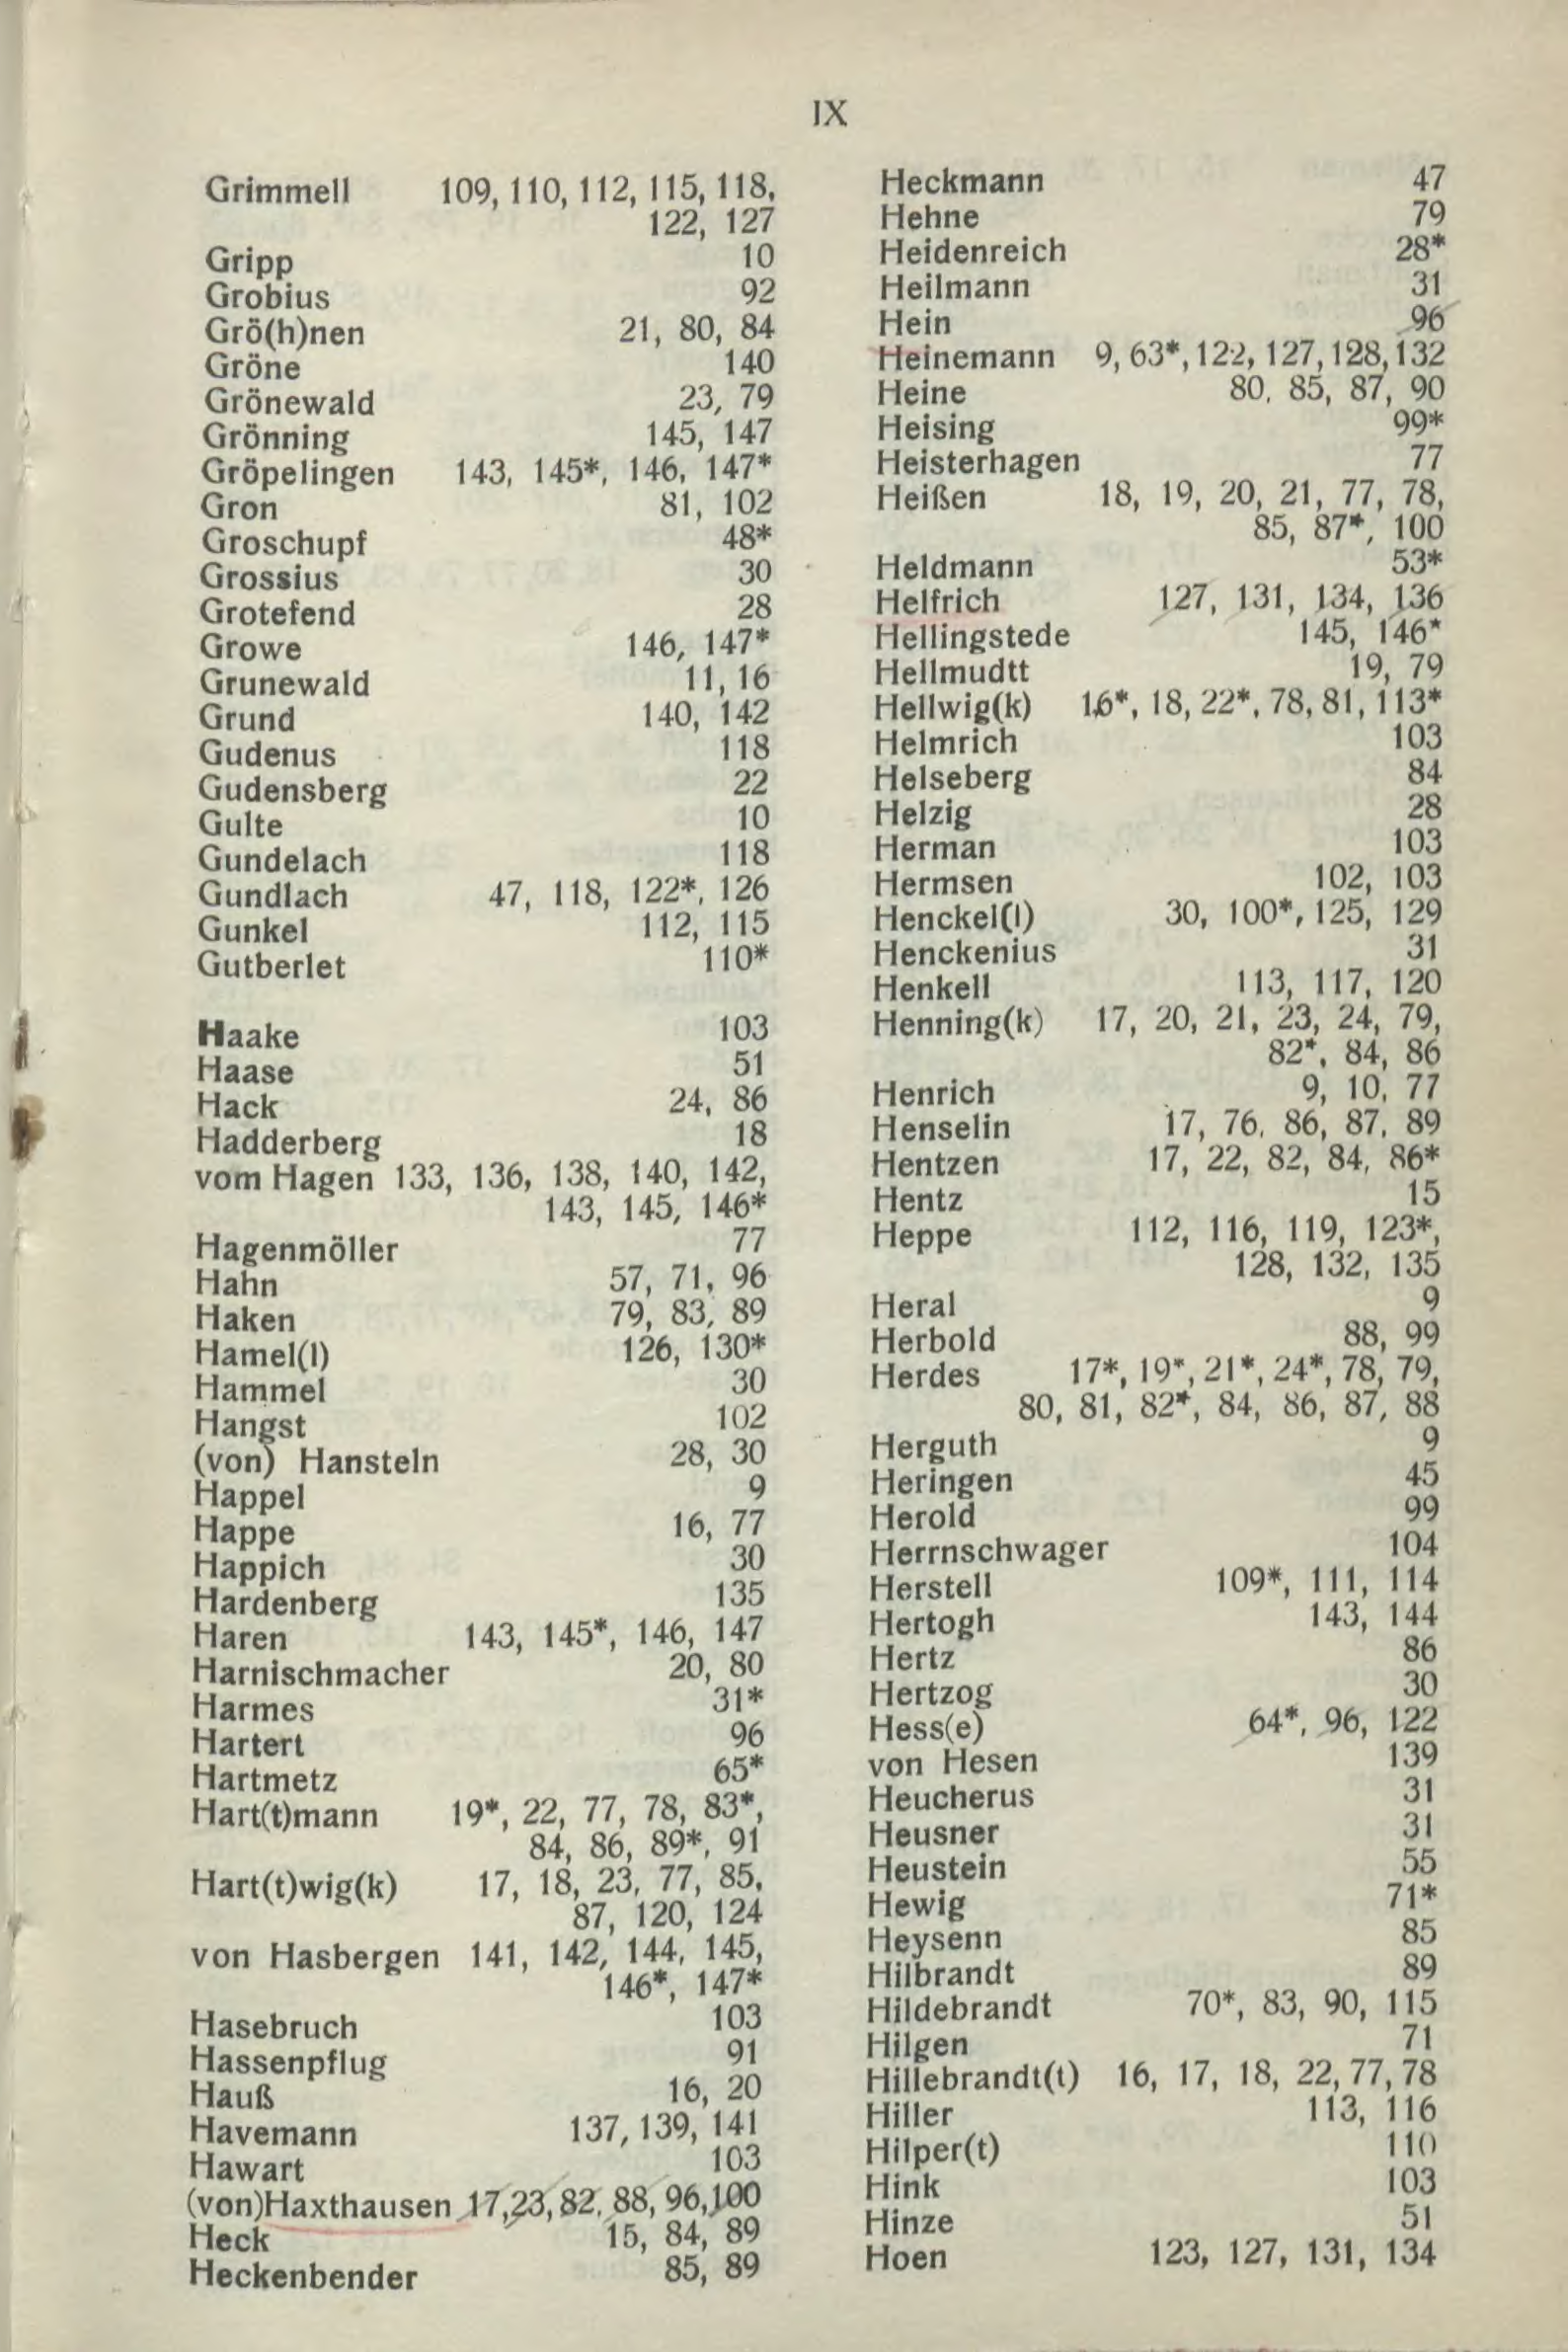 IX
Grimmell 109, 110, 112, 115, 118,
122, 127
Gripp 10
Grobius 92
Grö(h)nen 21, 80, 84
Gröne 140
Grönewald 23, 79
Grönning 145, 147
Gröpelingen 143, 145*, 146, 147*
Gron 81, 102
Groschupf 48*
Grossius 30
Grotefend 28
Growe 146, 147*
Grunewald 11, 16
Grund 140, 142
Gudenus 118
Gudensberg 22
Gulte 10
Gundelach 118
Gundlach 47, 118, 122*, 126
Gunkel 112, 115
Gutberlet 110*
Haake 103
Haase 51
Hack 24, 86
Hadderberg 18
vom Hagen 133, 136, 138, 140, 142,
143, 145, 146*
Hagenmöller 77
Hahn 57, 71, 96
Haken 79, 83, 89
Hamel(l) 126, 130*
Hammel 30
Hangst 102
(von) Hansteln 28, 30
Happel 9
Happe 16, 77
Happich 30
Hardenberg 135
Haren 143, 145*, 146, 147
Harnischmacher 20, 80
Harmes 31*
Hartert 96
Hartmetz 65*
Hart(t)mann 19*, 22, 77, 78, 83*,
84, 86, 89*, 91
Hart(t)wig(k) 17, 18, 23, 77, 85,
87, 120, 124
von Hasbergen 141, 142, 144, 145,
146*, 147*
Hasebruch 103
Hassenpflug 91
Hauß 16, 20
Havemann 137, 139, 141
Hawart 103
(von)Haxthausen 17,23,82, 88, 96,100
Heck 15, 84, 89
Heckenbender 85, 89
Heckmann 47
Hehne 79
Heidenreich 28*
Heilmann 31
Hein 96
Heinemann 9, 63*, 122, 127, 128, 132
Heine 80, 85, 87, 90
Heising 99*
Heisterhagen 77
Heißen 18, 19, 20, 21, 77, 78,
85, 87*, 100
Heldmann 53*
Helfrich 127, 131, 134, 136
Hellingstede 145, 146*
Hellmudtt 19, 79
Hellwig(k) 16*, 18, 22*, 78, 81, 113*
Helmrich 103
Helseberg 84
Helzig 28
Herman 103
Hermsen 102, 103
Henckel(l) 30, 100*, 125, 129
Henckenius 31
Henkell 113, 117, 120
Henning(k) 17, 20, 21, 23, 24, 79,
82*, 84, 86
Henrich 9, 10, 77
Henselin 17, 76, 86, 87, 89
Hentzen 17, 22, 82, 84, 86*
Hentz 15
Heppe 112, 116, 119, 123*,
128, 132, 135
Heral 9
Herbold 88, 99
Herdes 17*, 19*, 21*, 24*, 78, 79,
80, 81, 82*, 84, 86, 87, 88
Herguth 9
Heringen 45
Herold 99
Herrnschwager 104
Herstell 109*, 111, 114
Hertogh 143, 144
Hertz 86
Hertzog 30
Hess(e) 64*, 96, 122
von Hesen 139
Heucherus 31
Heusner 31
Heustein 55
Hewig 71*
Heysenn 85
Hilbrandt 89
Hildebrandt 70*, 83, 90, 115
Hilgen 71
Hillebrandt(t) 16, 17, 18, 22, 77, 78
Hiller 113, 116
Hilper(t) 110
Hink 103
Hinze 51
Hoen 123, 127, 131, 134